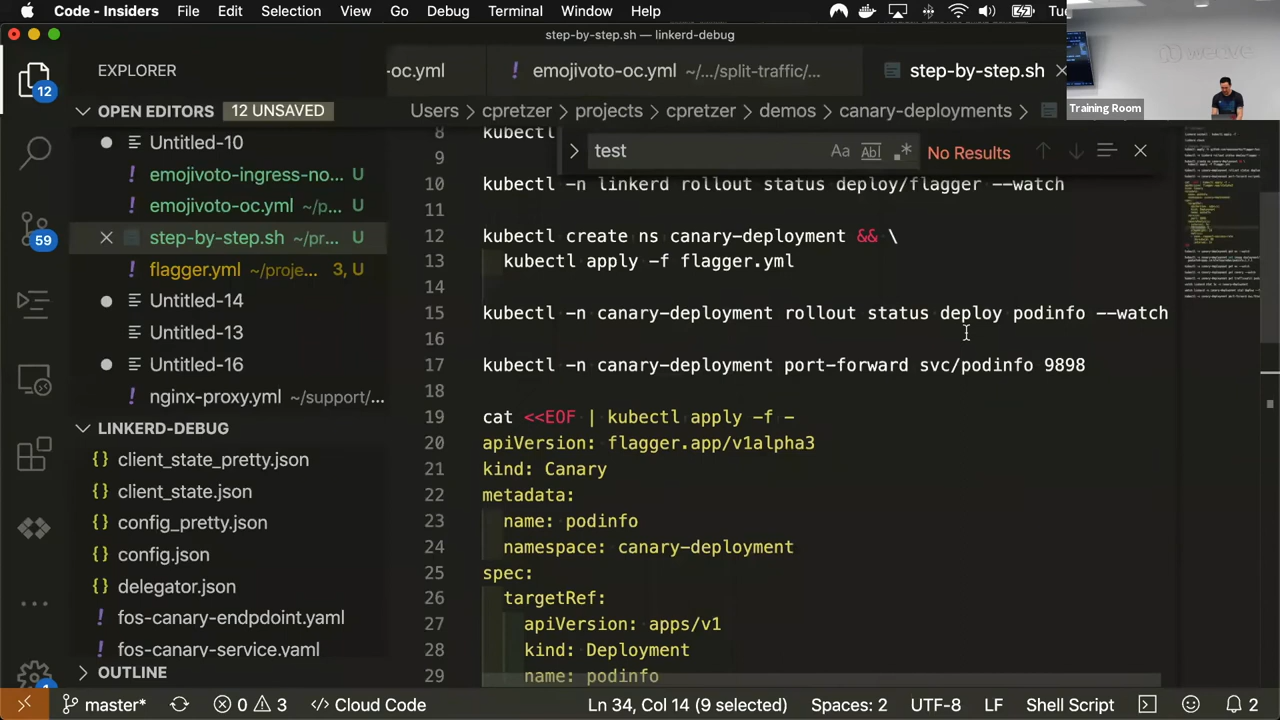 Code - Insiders File Edit Selection View Go Debug Terminal Window Help
step-by-step.sh — linkerd-debug
EXPLORER
-oc.yml
emojivoto-oc.yml ~/.../split-traffic/...
step-by-step.sh
12
OPEN EDITORS 12 UNSAVED
Users > cpretzer > projects > cpretzer > demos > canary-deployments >
Training Room
Untitled-10
emojivoto-ingress-no... U
emojivoto-oc.yml ~/p... U
step-by-step.sh ~/pr... U
flagger.yml ~/proje... 3, U
Untitled-14
Untitled-13
Untitled-16
nginx-proxy.yml ~/support/...
59
LINKERD-DEBUG
client_state_pretty.json
client_state.json
config_pretty.json
config.json
delegator.json
fos-canary-endpoint.yaml
fos-canary-service.yaml
OUTLINE
test
Aa Ab| .* No Results
8 kubectl
9
10 kubectl -n linkerd rollout status deploy/flagger --watch
11
12 kubectl create ns canary-deployment && \
13 kubectl apply -f flagger.yml
14
15 kubectl -n canary-deployment rollout status deploy podinfo --watch
16
17 kubectl -n canary-deployment port-forward svc/podinfo 9898
18
19 cat <<EOF | kubectl apply -f -
20 apiVersion: flagger.app/v1alpha3
21 kind: Canary
22 metadata:
23 name: podinfo
24 namespace: canary-deployment
25 spec:
26 targetRef:
27 apiVersion: apps/v1
28 kind: Deployment
29 name: podinfo
master* 0 3 Cloud Code Ln 34, Col 14 (9 selected) Spaces: 2 UTF-8 LF Shell Script 2